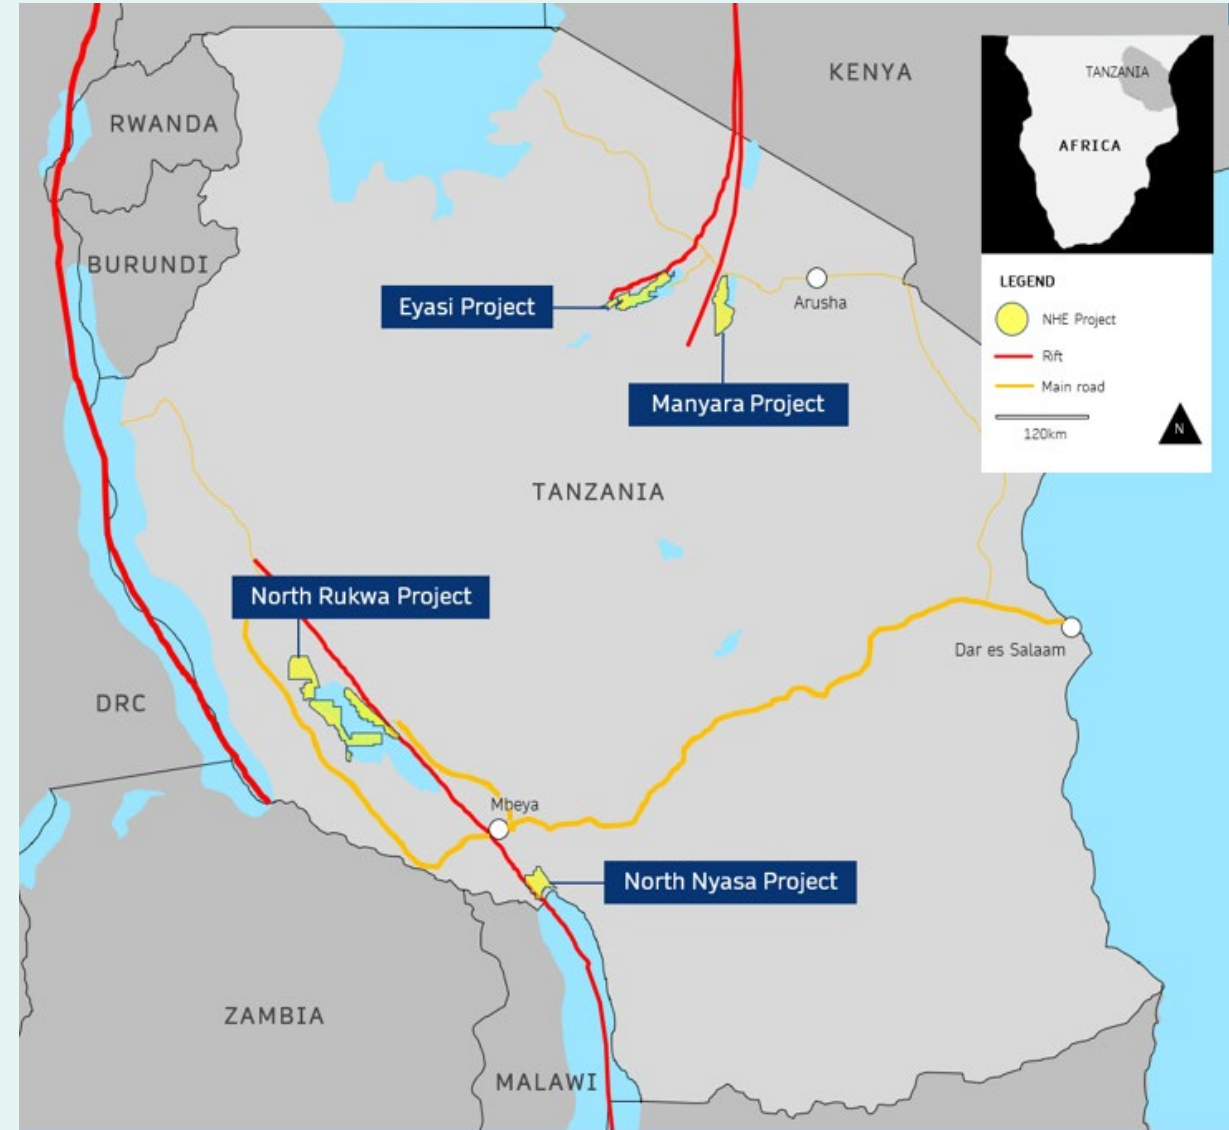 KENYA
TANZANIA
AFRICA
RWANDA
BURUNDI
LEGEND
NHE Project
Rift
Main road
120km
N
Eyasi Project
Arusha
Manyara Project
TANZANIA
North Rukwa Project
Dar es Salaam
DRC
Mbeya
North Nyasa Project
ZAMBIA
MALAWI